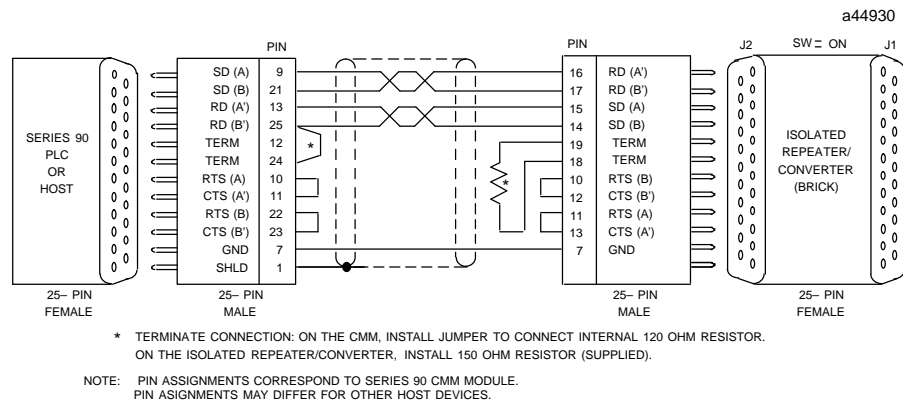 a44930
PIN PIN J2 SW = ON J1
SD (A) 9 16 RD (A')
SD (B) 21 17 RD (B')
RD (A') 13 15 SD (A)
RD (B') 25 14 SD (B)
TERM 12 * 19 TERM
TERM 24 18 TERM
RTS (A) 10 * 10 RTS (B)
CTS (A') 11 12 CTS (B')
RTS (B) 22 11 RTS (A)
CTS (B') 23 13 CTS (A')
GND 7 7 GND
SHLD 1
SERIES 90
PLC
OR
HOST
ISOLATED
REPEATER/
CONVERTER
(BRICK)
25– PIN
FEMALE
25– PIN
MALE
25– PIN
MALE
25– PIN
FEMALE
* TERMINATE CONNECTION: ON THE CMM, INSTALL JUMPER TO CONNECT INTERNAL 120 OHM RESISTOR.
ON THE ISOLATED REPEATER/CONVERTER, INSTALL 150 OHM RESISTOR (SUPPLIED).
NOTE: PIN ASSIGNMENTS CORRESPOND TO SERIES 90 CMM MODULE.
PIN ASIGNMENTS MAY DIFFER FOR OTHER HOST DEVICES.